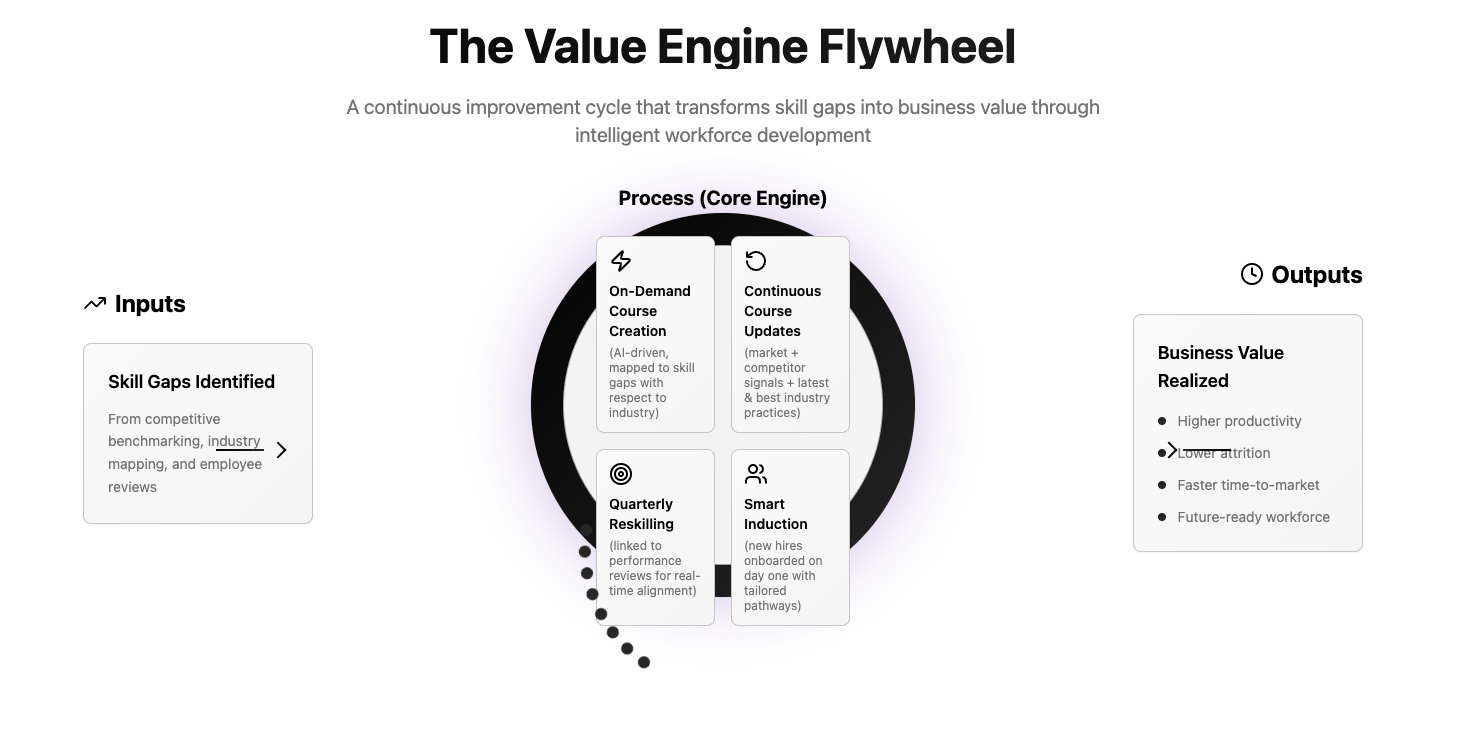 The Value Engine Flywheel
A continuous improvement cycle that transforms skill gaps into business value through
intelligent workforce development
Process (Core Engine)
Inputs
Skill Gaps Identified
From competitive
benchmarking, industry
mapping, and employee
reviews
On-Demand
Course
Creation
(AI-driven,
mapped to skill
gaps with
respect to
industry)
Continuous
Course
Updates
(market +
competitor
signals + latest
& best industry
practices)
Quarterly
Reskilling
(linked to
performance
reviews for real-
time alignment)
Smart
Induction
(new hires
onboarded on
day one with
tailored
pathways)
Outputs
Business Value
Realized
Higher productivity
Lower attrition
Faster time-to-market
Future-ready workforce